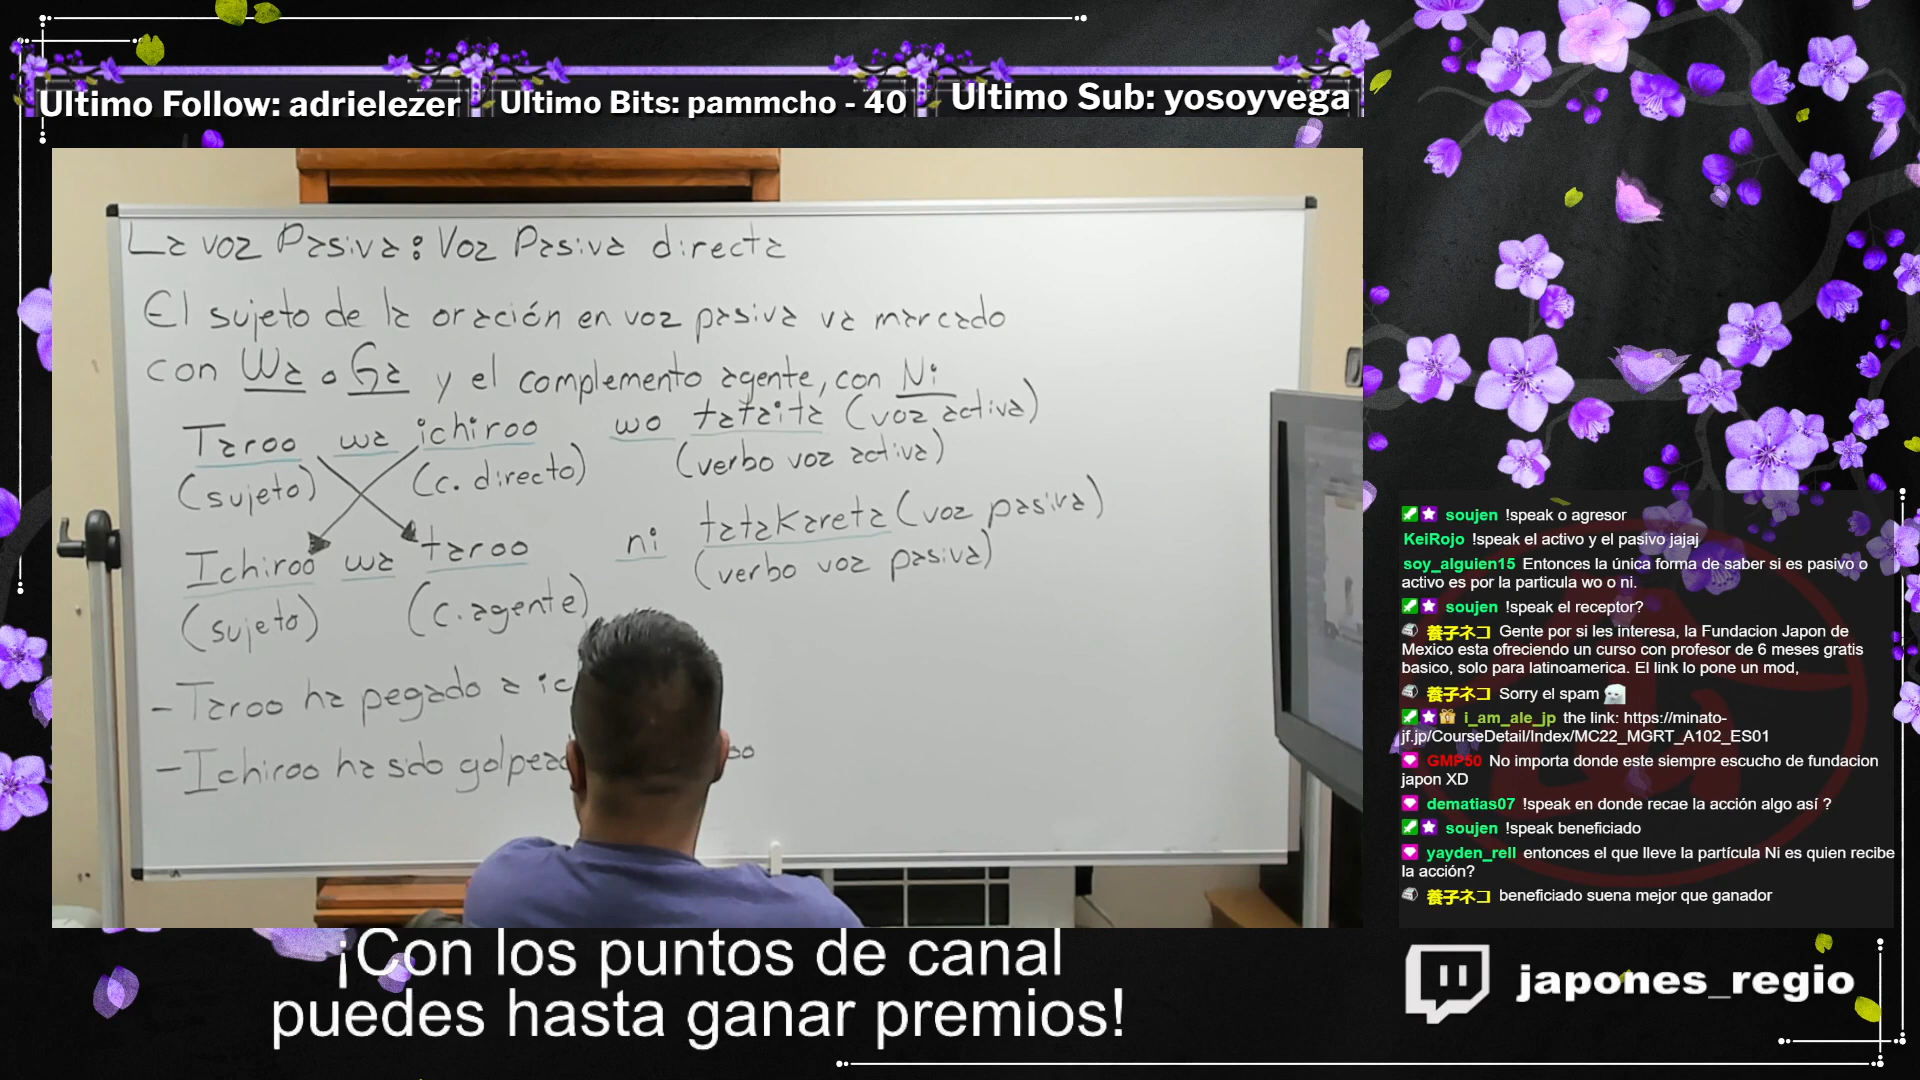 Ultimo Follow: adrielezer
Ultimo Bits: pammcho - 40
Ultimo Sub: yosoyvega
La voz Pasiva: Voz Pasiva directa
El sujeto de la oración en voz pasiva va marcado
con Wa o Ga y el complemento agente, con Ni
Taroo wa ichiroo wo tataita (voz activa)
(sujeto) (c. directo) (verbo voz activa)
Ichiroo wa taroo ni tatakareta (voz pasiva)
(sujeto) (c. agente) (verbo voz pasiva)
- Taroo ha pegado a
- Ichiroo ha sido
soujen !speak o agresor
KeiRojo !speak el activo y el pasivo jajaj
soy_alguien15 Entonces la única forma de saber si es pasivo o
activo es por la particula wo o ni.
soujen !speak el receptor?
養子ネコ Gente por si les interesa, la Fundacion Japon de
Mexico esta ofreciendo un curso con profesor de 6 meses gratis
basico, solo para latinoamerica. El link lo pone un mod,
養子ネコ Sorry el spam
i_am_ale_jp the link: https://minato-
jf.jp/CourseDetail/Index/MC22_MGRT_A102_ES01
GMP50 No importa donde este siempre escucho de fundacion
japon XD
dematias07 !speak en donde recae la acción algo así ?
soujen !speak beneficiado
yayden_rell entonces el que lleve la partícula Ni es quien recibe
la acción?
養子ネコ beneficiado suena mejor que ganador
¡Con los puntos de canal
puedes hasta ganar premios!
japones_regio